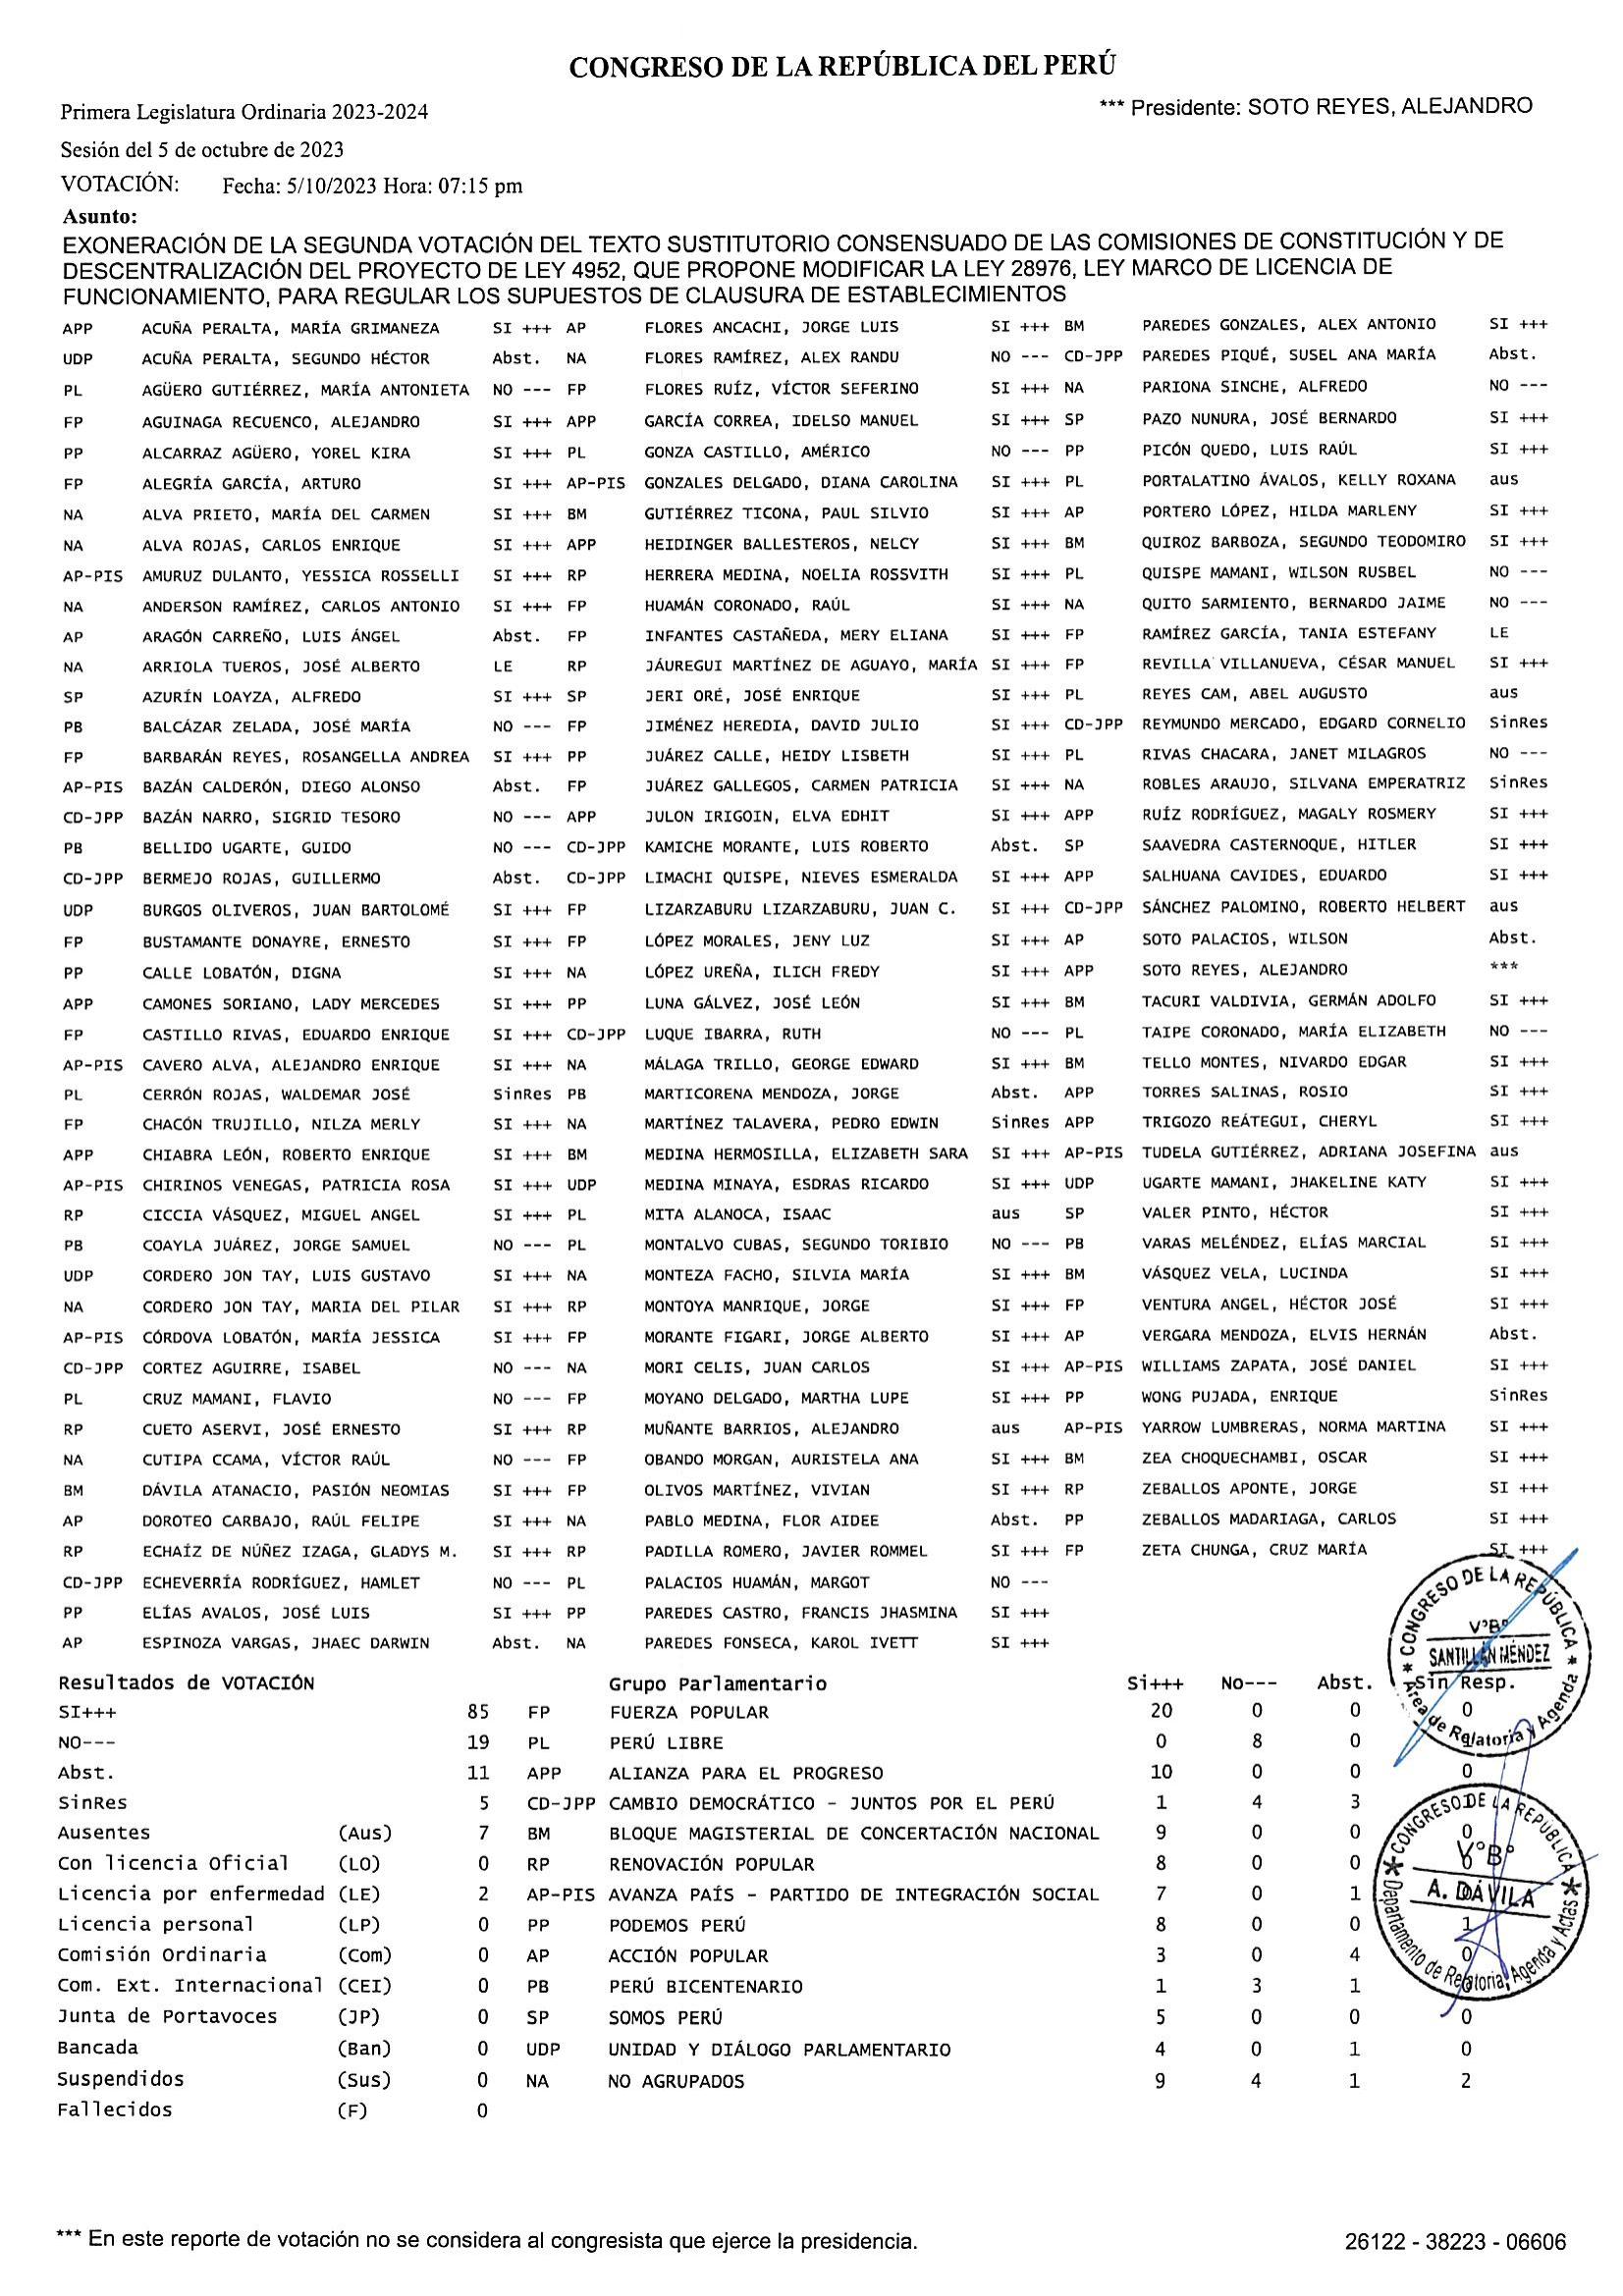 CONGRESO DE LA REPÚBLICA DEL PERÚ
Primera Legislatura Ordinaria 2023-2024 *** Presidente: SOTO REYES, ALEJANDRO
Sesión del 5 de octubre de 2023
VOTACIÓN: Fecha: 5/10/2023 Hora: 07:15 pm
Asunto:
EXONERACIÓN DE LA SEGUNDA VOTACIÓN DEL TEXTO SUSTITUTORIO CONSENSUADO DE LAS COMISIONES DE CONSTITUCIÓN Y DE
DESCENTRALIZACIÓN DEL PROYECTO DE LEY 4952, QUE PROPONE MODIFICAR LA LEY 28976, LEY MARCO DE LICENCIA DE
FUNCIONAMIENTO, PARA REGULAR LOS SUPUESTOS DE CLAUSURA DE ESTABLECIMIENTOS
APP ACUÑA PERALTA, MARÍA GRIMANEZA SI +++ AP FLORES ANCACHI, JORGE LUIS SI +++ BM PAREDES GONZALES, ALEX ANTONIO SI +++
UDP ACUÑA PERALTA, SEGUNDO HÉCTOR Abst. NA FLORES RAMÍREZ, ALEX RANDU NO --- CD-JPP PAREDES PIQUÉ, SUSEL ANA MARÍA Abst.
PL AGÜERO GUTIÉRREZ, MARÍA ANTONIETA NO --- FP FLORES RUÍZ, VÍCTOR SEFERINO SI +++ NA PARIONA SINCHE, ALFREDO NO ---
FP AGUINAGA RECUENCO, ALEJANDRO SI +++ APP GARCÍA CORREA, IDELSO MANUEL SI +++ SP PAZO NUNURA, JOSÉ BERNARDO SI +++
PP ALCARRAZ AGÜERO, YOREL KIRA SI +++ PL GONZA CASTILLO, AMÉRICO NO --- PP PICÓN QUEDO, LUIS RAÚL SI +++
FP ALEGRÍA GARCÍA, ARTURO SI +++ AP-PIS GONZALES DELGADO, DIANA CAROLINA SI +++ PL PORTALATINO ÁVALOS, KELLY ROXANA aus
NA ALVA PRIETO, MARÍA DEL CARMEN SI +++ BM GUTIÉRREZ TICONA, PAUL SILVIO SI +++ AP PORTERO LÓPEZ, HILDA MARLENY SI +++
NA ALVA ROJAS, CARLOS ENRIQUE SI +++ APP HEIDINGER BALLESTEROS, NELCY SI +++ BM QUIROZ BARBOZA, SEGUNDO TEODOMIRO SI +++
AP-PIS AMURUZ DULANTO, YESSICA ROSSELLI SI +++ RP HERRERA MEDINA, NOELIA ROSSVITH SI +++ PL QUISPE MAMANI, WILSON RUSBEL NO ---
NA ANDERSON RAMÍREZ, CARLOS ANTONIO SI +++ FP HUAMÁN CORONADO, RAÚL SI +++ NA QUITO SARMIENTO, BERNARDO JAIME NO ---
AP ARAGÓN CARREÑO, LUIS ÁNGEL Abst. FP INFANTES CASTAÑEDA, MERY ELIANA SI +++ FP RAMÍREZ GARCÍA, TANIA ESTEFANY LE
NA ARRIOLA TUEROS, JOSÉ ALBERTO LE RP JÁUREGUI MARTÍNEZ DE AGUAYO, MARÍA SI +++ FP REVILLA VILLANUEVA, CÉSAR MANUEL SI +++
SP AZURÍN LOAYZA, ALFREDO SI +++ SP JERI ORÉ, JOSÉ ENRIQUE SI +++ PL REYES CAM, ABEL AUGUSTO aus
PB BALCÁZAR ZELADA, JOSÉ MARÍA NO --- FP JIMÉNEZ HEREDIA, DAVID JULIO SI +++ CD-JPP REYMUNDO MERCADO, EDGARD CORNELIO SinRes
FP BARBARÁN REYES, ROSANGELLA ANDREA SI +++ PP JUÁREZ CALLE, HEIDY LISBETH SI +++ PL RIVAS CHACARA, JANET MILAGROS NO ---
AP-PIS BAZÁN CALDERÓN, DIEGO ALONSO Abst. FP JUÁREZ GALLEGOS, CARMEN PATRICIA SI +++ NA ROBLES ARAUJO, SILVANA EMPERATRIZ SinRes
CD-JPP BAZÁN NARRO, SIGRID TESORO NO --- APP JULON IRIGOIN, ELVA EDHIT SI +++ APP RUÍZ RODRÍGUEZ, MAGALY ROSMERY SI +++
PB BELLIDO UGARTE, GUIDO NO --- CD-JPP KAMICHE MORANTE, LUIS ROBERTO Abst. SP SAAVEDRA CASTERNOQUE, HITLER SI +++
CD-JPP BERMEJO ROJAS, GUILLERMO Abst. CD-JPP LIMACHI QUISPE, NIEVES ESMERALDA SI +++ APP SALHUANA CAVIDES, EDUARDO SI +++
UDP BURGOS OLIVEROS, JUAN BARTOLOMÉ SI +++ FP LIZARZABURU LIZARZABURU, JUAN C. SI +++ CD-JPP SÁNCHEZ PALOMINO, ROBERTO HELBERT aus
FP BUSTAMANTE DONAYRE, ERNESTO SI +++ FP LÓPEZ MORALES, JENY LUZ SI +++ AP SOTO PALACIOS, WILSON Abst.
PP CALLE LOBATÓN, DIGNA SI +++ NA LÓPEZ UREÑA, ILICH FREDY SI +++ APP SOTO REYES, ALEJANDRO ***
APP CAMONES SORIANO, LADY MERCEDES SI +++ PP LUNA GÁLVEZ, JOSÉ LEÓN SI +++ BM TACURI VALDIVIA, GERMÁN ADOLFO SI +++
FP CASTILLO RIVAS, EDUARDO ENRIQUE SI +++ CD-JPP LUQUE IBARRA, RUTH NO --- PL TAIPE CORONADO, MARÍA ELIZABETH NO ---
AP-PIS CAVERO ALVA, ALEJANDRO ENRIQUE SI +++ NA MÁLAGA TRILLO, GEORGE EDWARD SI +++ BM TELLO MONTES, NIVARDO EDGAR SI +++
PL CERRÓN ROJAS, WALDEMAR JOSÉ SinRes PB MARTICORENA MENDOZA, JORGE Abst. APP TORRES SALINAS, ROSIO SI +++
FP CHACÓN TRUJILLO, NILZA MERLY SI +++ NA MARTÍNEZ TALAVERA, PEDRO EDWIN SinRes APP TRIGOZO REÁTEGUI, CHERYL SI +++
APP CHIABRA LEÓN, ROBERTO ENRIQUE SI +++ BM MEDINA HERMOSILLA, ELIZABETH SARA SI +++ AP-PIS TUDELA GUTIÉRREZ, ADRIANA JOSEFINA aus
AP-PIS CHIRINOS VENEGAS, PATRICIA ROSA SI +++ UDP MEDINA MINAYA, ESDRAS RICARDO SI +++ UDP UGARTE MAMANI, JHAKELINE KATY SI +++
RP CICCIA VÁSQUEZ, MIGUEL ANGEL SI +++ PL MITA ALANOCA, ISAAC aus SP VALER PINTO, HÉCTOR SI +++
PB COAYLA JUÁREZ, JORGE SAMUEL NO --- PL MONTALVO CUBAS, SEGUNDO TORIBIO NO --- PB VARAS MELÉNDEZ, ELÍAS MARCIAL SI +++
UDP CORDERO JON TAY, LUIS GUSTAVO SI +++ NA MONTEZA FACHO, SILVIA MARÍA SI +++ BM VÁSQUEZ VELA, LUCINDA SI +++
NA CORDERO JON TAY, MARIA DEL PILAR SI +++ RP MONTOYA MANRIQUE, JORGE SI +++ FP VENTURA ANGEL, HÉCTOR JOSÉ SI +++
AP-PIS CÓRDOVA LOBATÓN, MARÍA JESSICA SI +++ FP MORANTE FIGARI, JORGE ALBERTO SI +++ AP VERGARA MENDOZA, ELVIS HERNÁN Abst.
CD-JPP CORTEZ AGUIRRE, ISABEL NO --- NA MORI CELIS, JUAN CARLOS SI +++ AP-PIS WILLIAMS ZAPATA, JOSÉ DANIEL SI +++
PL CRUZ MAMANI, FLAVIO NO --- FP MOYANO DELGADO, MARTHA LUPE SI +++ PP WONG PUJADA, ENRIQUE SinRes
RP CUETO ASERVI, JOSÉ ERNESTO SI +++ RP MUÑANTE BARRIOS, ALEJANDRO aus AP-PIS YARROW LUMBRERAS, NORMA MARTINA SI +++
NA CUTIPA CCAMA, VÍCTOR RAÚL NO --- FP OBANDO MORGAN, AURISTELA ANA SI +++ BM ZEA CHOQUECHAMBI, OSCAR SI +++
BM DÁVILA ATANACIO, PASIÓN NEOMIAS SI +++ FP OLIVOS MARTÍNEZ, VIVIAN SI +++ RP ZEBALLOS APONTE, JORGE SI +++
AP DOROTEO CARBAJO, RAÚL FELIPE SI +++ NA PABLO MEDINA, FLOR AIDEE Abst. PP ZEBALLOS MADARIAGA, CARLOS SI +++
RP ECHAÍZ DE NÚÑEZ IZAGA, GLADYS M. SI +++ RP PADILLA ROMERO, JAVIER ROMMEL SI +++ FP ZETA CHUNGA, CRUZ MARÍA SI +++
CD-JPP ECHEVERRÍA RODRÍGUEZ, HAMLET NO --- PL PALACIOS HUAMÁN, MARGOT NO ---
PP ELÍAS AVALOS, JOSÉ LUIS SI +++ PP PAREDES CASTRO, FRANCIS JHASMINA SI +++
AP ESPINOZA VARGAS, JHAEC DARWIN Abst. NA PAREDES FONSECA, KAROL IVETT SI +++
CONGRESO DE LA REPÚBLICA
V°B°
SANTILLÁN MÉNDEZ
Area de Relatoria y Agenda
Resultados de VOTACIÓN Grupo Parlamentario Si+++ No--- Abst. Sin Resp.
SI+++ 85 FP FUERZA POPULAR 20 0 0 0
NO--- 19 PL PERÚ LIBRE 0 8 0 1
Abst. 11 APP ALIANZA PARA EL PROGRESO 10 0 0 0
SinRes 5 CD-JPP CAMBIO DEMOCRÁTICO - JUNTOS POR EL PERÚ 1 4 3 1
Ausentes (Aus) 7 BM BLOQUE MAGISTERIAL DE CONCERTACIÓN NACIONAL 9 0 0 0
Con licencia Oficial (LO) 0 RP RENOVACIÓN POPULAR 8 0 0 0
Licencia por enfermedad (LE) 2 AP-PIS AVANZA PAÍS - PARTIDO DE INTEGRACIÓN SOCIAL 7 0 1 0
Licencia personal (LP) 0 PP PODEMOS PERÚ 8 0 0 1
Comisión Ordinaria (Com) 0 AP ACCIÓN POPULAR 3 0 4 0
Com. Ext. Internacional (CEI) 0 PB PERÚ BICENTENARIO 1 3 1 0
Junta de Portavoces (JP) 0 SP SOMOS PERÚ 5 0 0 0
Bancada (Ban) 0 UDP UNIDAD Y DIÁLOGO PARLAMENTARIO 4 0 1 0
Suspendidos (Sus) 0 NA NO AGRUPADOS 9 4 1 2
Fallecidos (F) 0
CONGRESO DE LA REPÚBLICA
V°B°
A. DÁVILA
Departamento de Relatoria, Agenda y Actas
*** En este reporte de votación no se considera al congresista que ejerce la presidencia. 26122 - 38223 - 06606